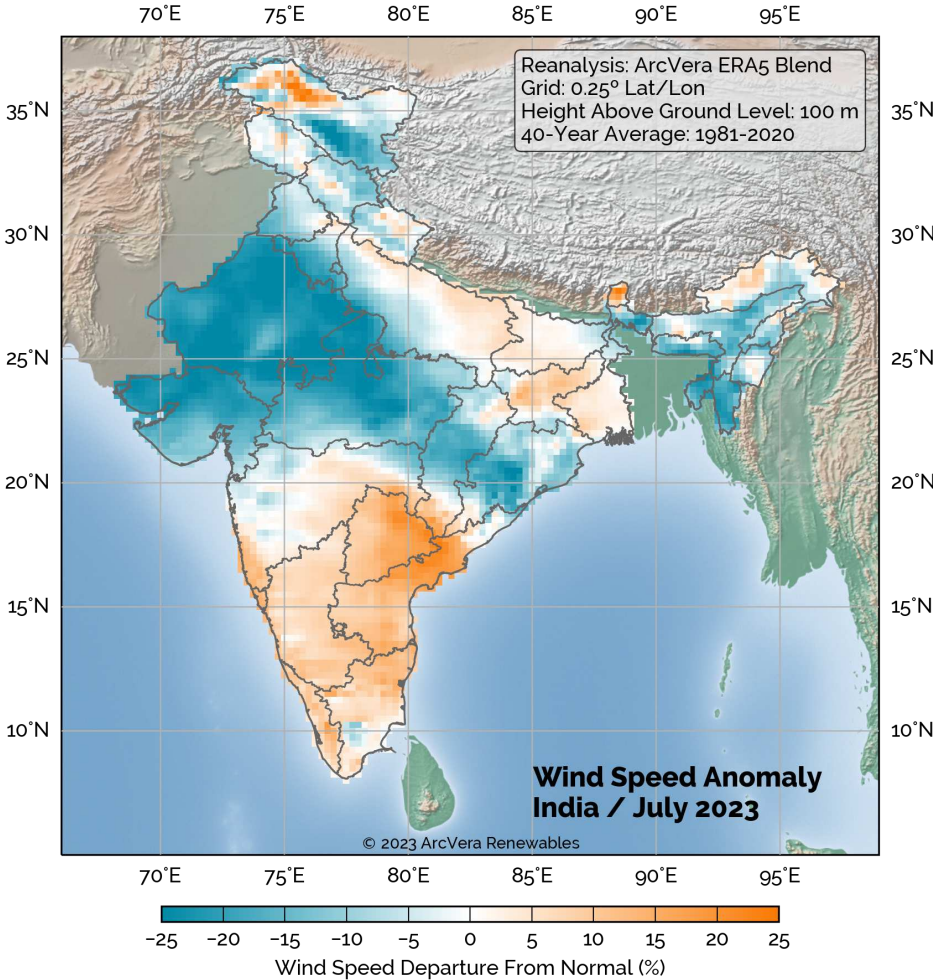 70°E 75°E 80°E 85°E 90°E 95°E
Reanalysis: ArcVera ERA5 Blend
Grid: 0.25º Lat/Lon
Height Above Ground Level: 100 m
40-Year Average: 1981-2020
35°N 35°N
30°N 30°N
25°N 25°N
20°N 20°N
15°N 15°N
10°N 10°N
Wind Speed Anomaly
India / July 2023
© 2023 ArcVera Renewables
70°E 75°E 80°E 85°E 90°E 95°E
−25 −20 −15 −10 −5 0 5 10 15 20 25
Wind Speed Departure From Normal (%)